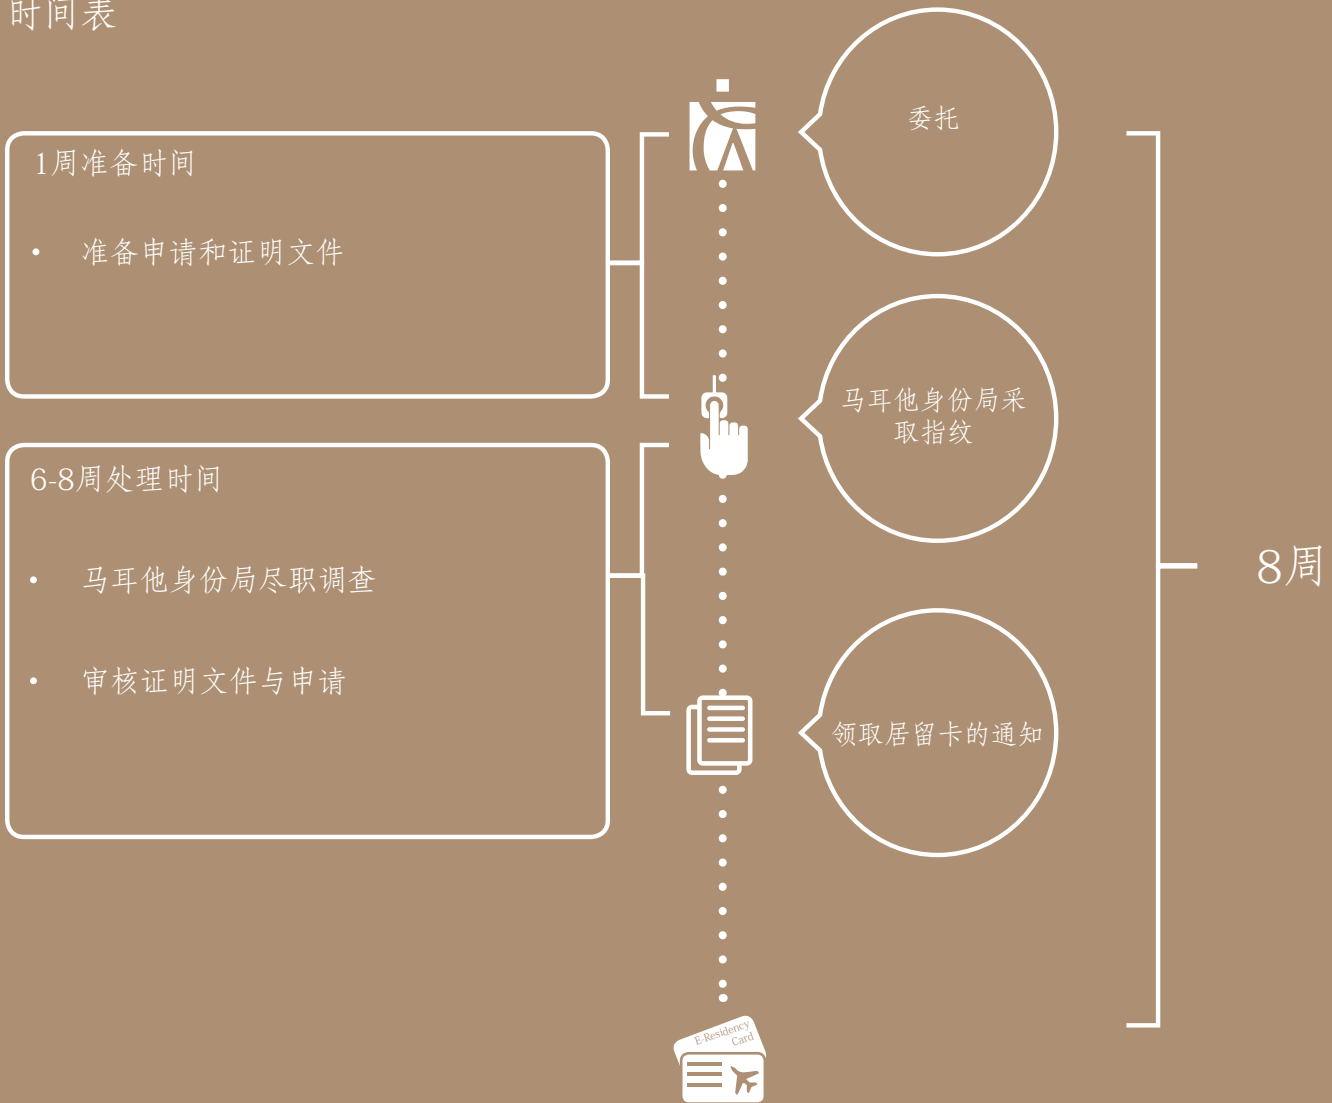 时间表
委托
1周准备时间
• 准备申请和证明文件
马耳他身份局采
取指纹
6-8周处理时间
• 马耳他身份局尽职调查
• 审核证明文件与申请
8周
领取居留卡的通知
E-Residency
Card